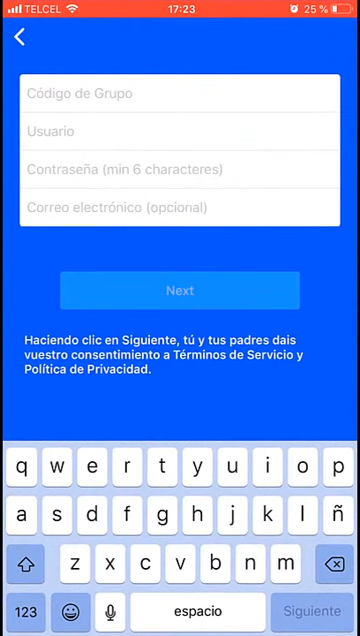 TELCEL 17:23 25 %
Código de Grupo
Usuario
Contraseña (min 6 characteres)
Correo electrónico (opcional)
Next
Haciendo clic en Siguiente, tú y tus padres dais
vuestro consentimiento a Términos de Servicio y
Política de Privacidad.
q w e r t y u i o p
a s d f g h j k l ñ
z x c v b n m
123 espacio Siguiente